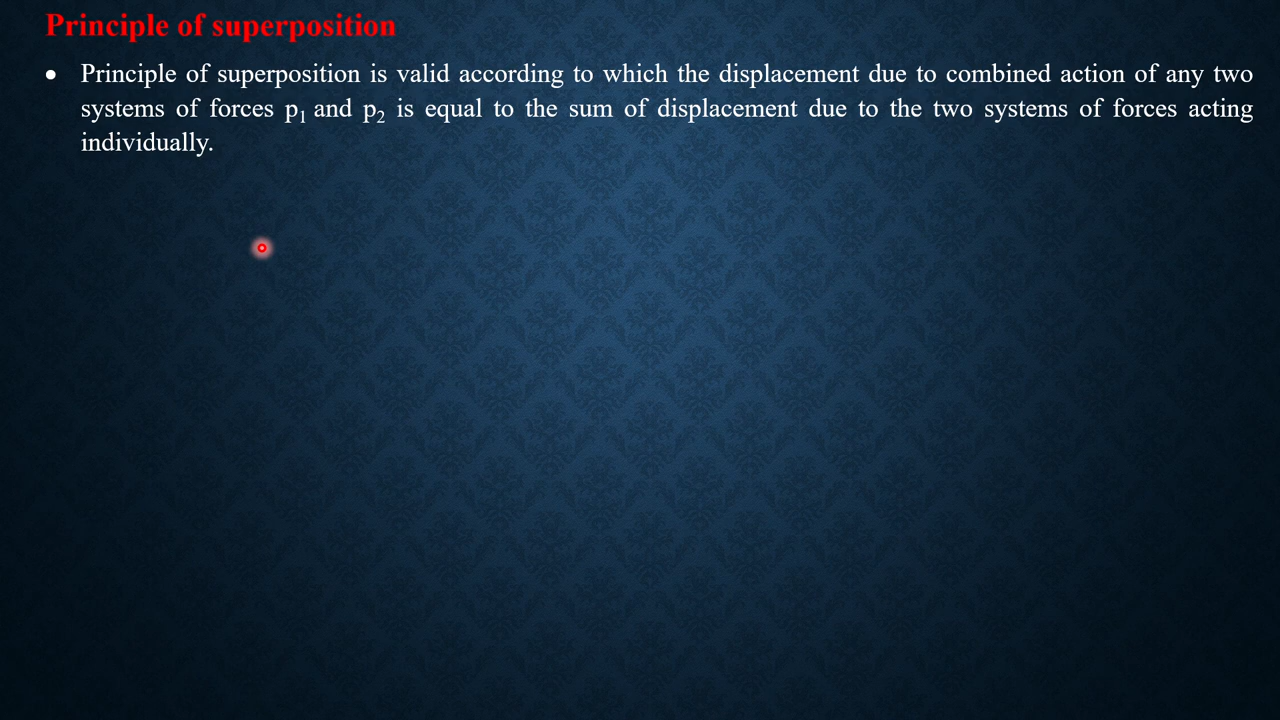 Principle of superposition
• Principle of superposition is valid according to which the displacement due to combined action of any two
systems of forces p₁ and p₂ is equal to the sum of displacement due to the two systems of forces acting
individually.